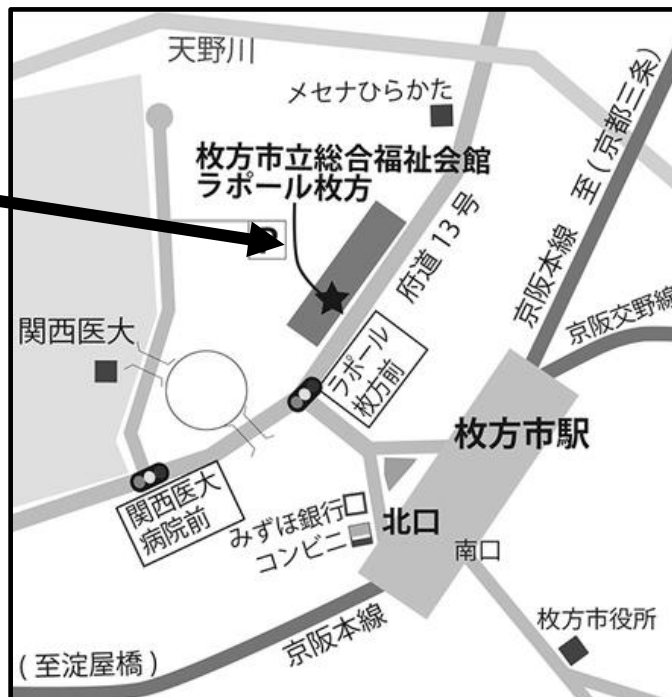 天野川
メセナひらかた
枚方市立総合福祉会館
ラポール枚方
P
府道13号
京阪本線 至(京都三条)
京阪交野線
関西医大
ラポール
枚方前
枚方市駅
関西医大
病院前
みずほ銀行
コンビニ
北口
南口
枚方市役所
京阪本線
(至淀屋橋)